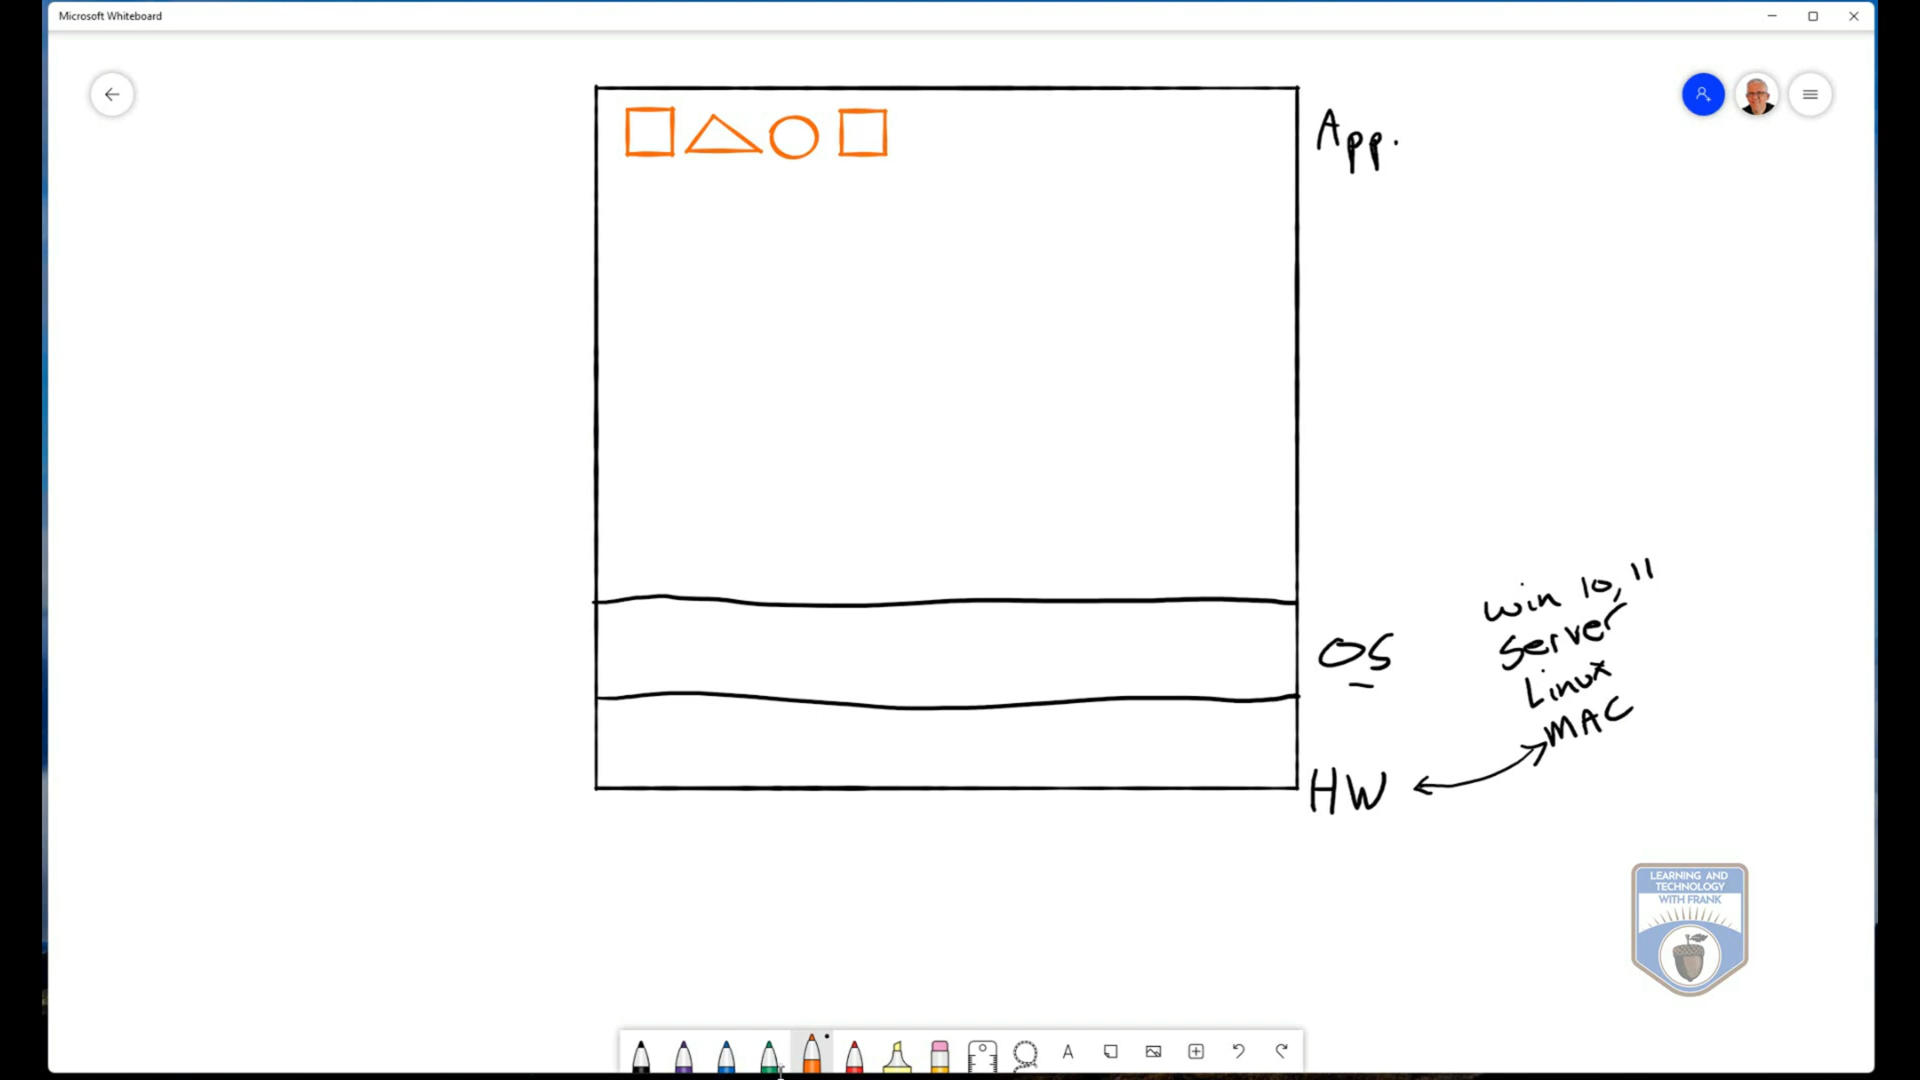 Microsoft Whiteboard
App.
win 10, 11
Server
Linux
MAC
OS
HW
LEARNING AND
TECHNOLOGY
WITH FRANK
A